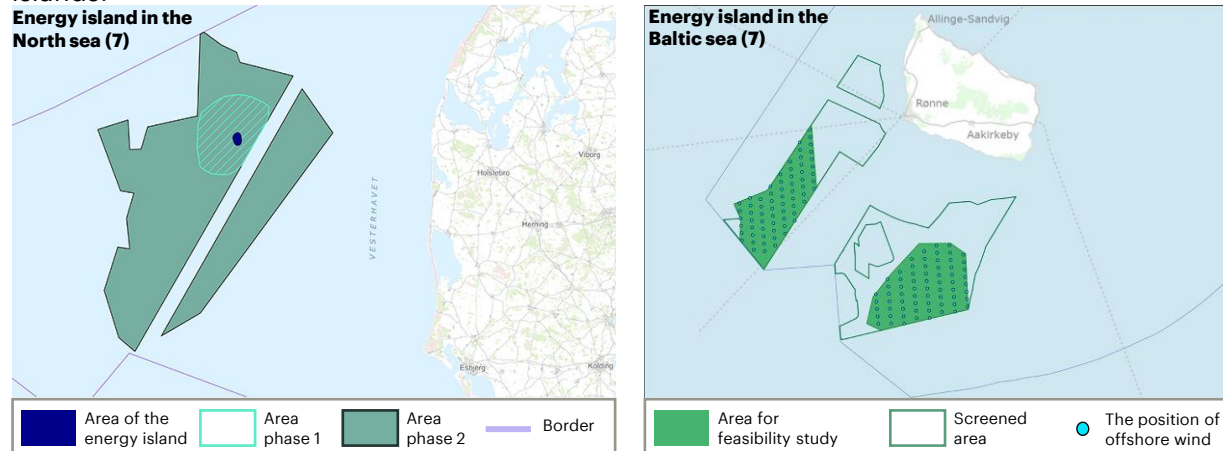 Energy island in the
North sea (7)
VESTERHAVET
Viborg
Holstebro
Herning
Esbjerg
Kolding
Area of the
energy island
Area
phase 1
Area
phase 2
Border
Energy island in the
Baltic sea (7)
Allinge-Sandvig
Rønne
Aakirkeby
Area for
feasibility study
Screened
area
The position of
offshore wind